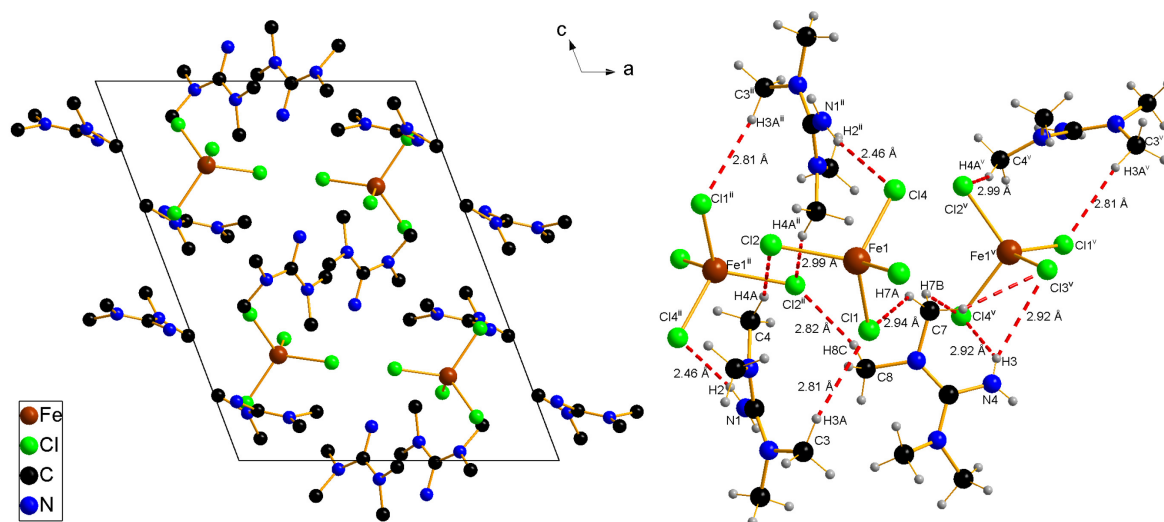 c
a
Fe
Cl
C
N
C3ⁱⁱ
N1ⁱⁱ
H3Aⁱⁱ
H2ⁱⁱ
2.81 Å
2.46 Å
Cl1ⁱⁱ
Cl4
H4Aⁱⁱ
Cl2
Fe1
Fe1ⁱⁱ
2.99 Å
Cl2ⁱⁱ
H7A
H4A
Cl4ⁱⁱ
Cl1
2.82 Å
2.94 Å
H7B
C7
Cl4ᵛ
C4
H8C
C8
2.46 Å
H2
N1
2.81 Å
H3A
C3
C3ᵛ
H4Aᵛ
C4ᵛ
H3Aᵛ
2.99 Å
Cl2ᵛ
2.81 Å
Fe1ᵛ
Cl1ᵛ
Cl3ᵛ
2.92 Å
2.92 Å
H3
N4